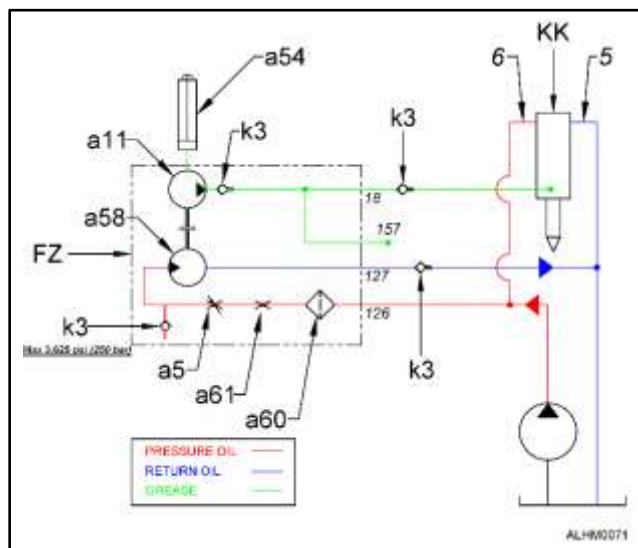 a54
KK
6
5
a11
k3
k3
a58
18
157
FZ
127
126
k3
Max 3,625 psi (250 bar)
a5
a61
a60
k3
PRESSURE OIL
RETURN OIL
GREASE
ALHM0071